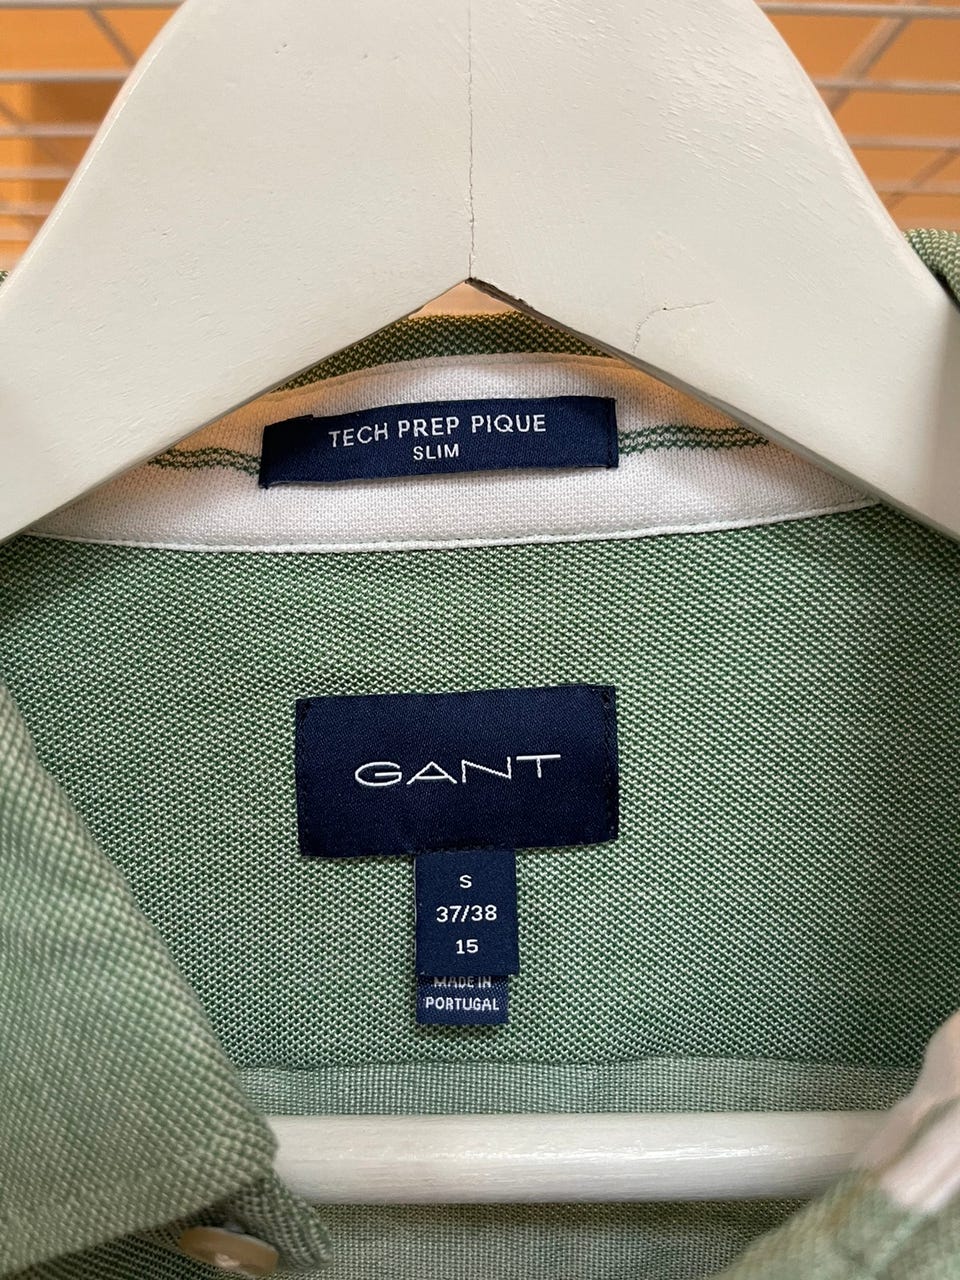 TECH PREP PIQUE
SLIM
GANT
S
37/38
15
MADE IN
PORTUGAL